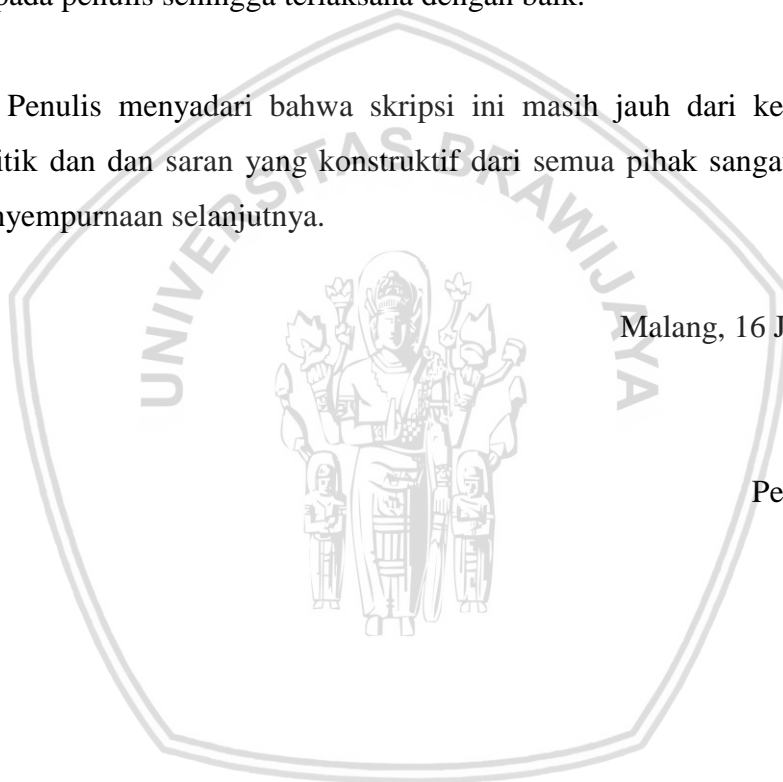 pada penulis sehingga terlaksana dengan baik.
Penulis menyadari bahwa skripsi ini masih jauh dari ke
itik dan dan saran yang konstruktif dari semua pihak sanga
nyempurnaan selanjutnya.
UNIVERSITAS BRAWIJAYA
Malang, 16 J
Pe